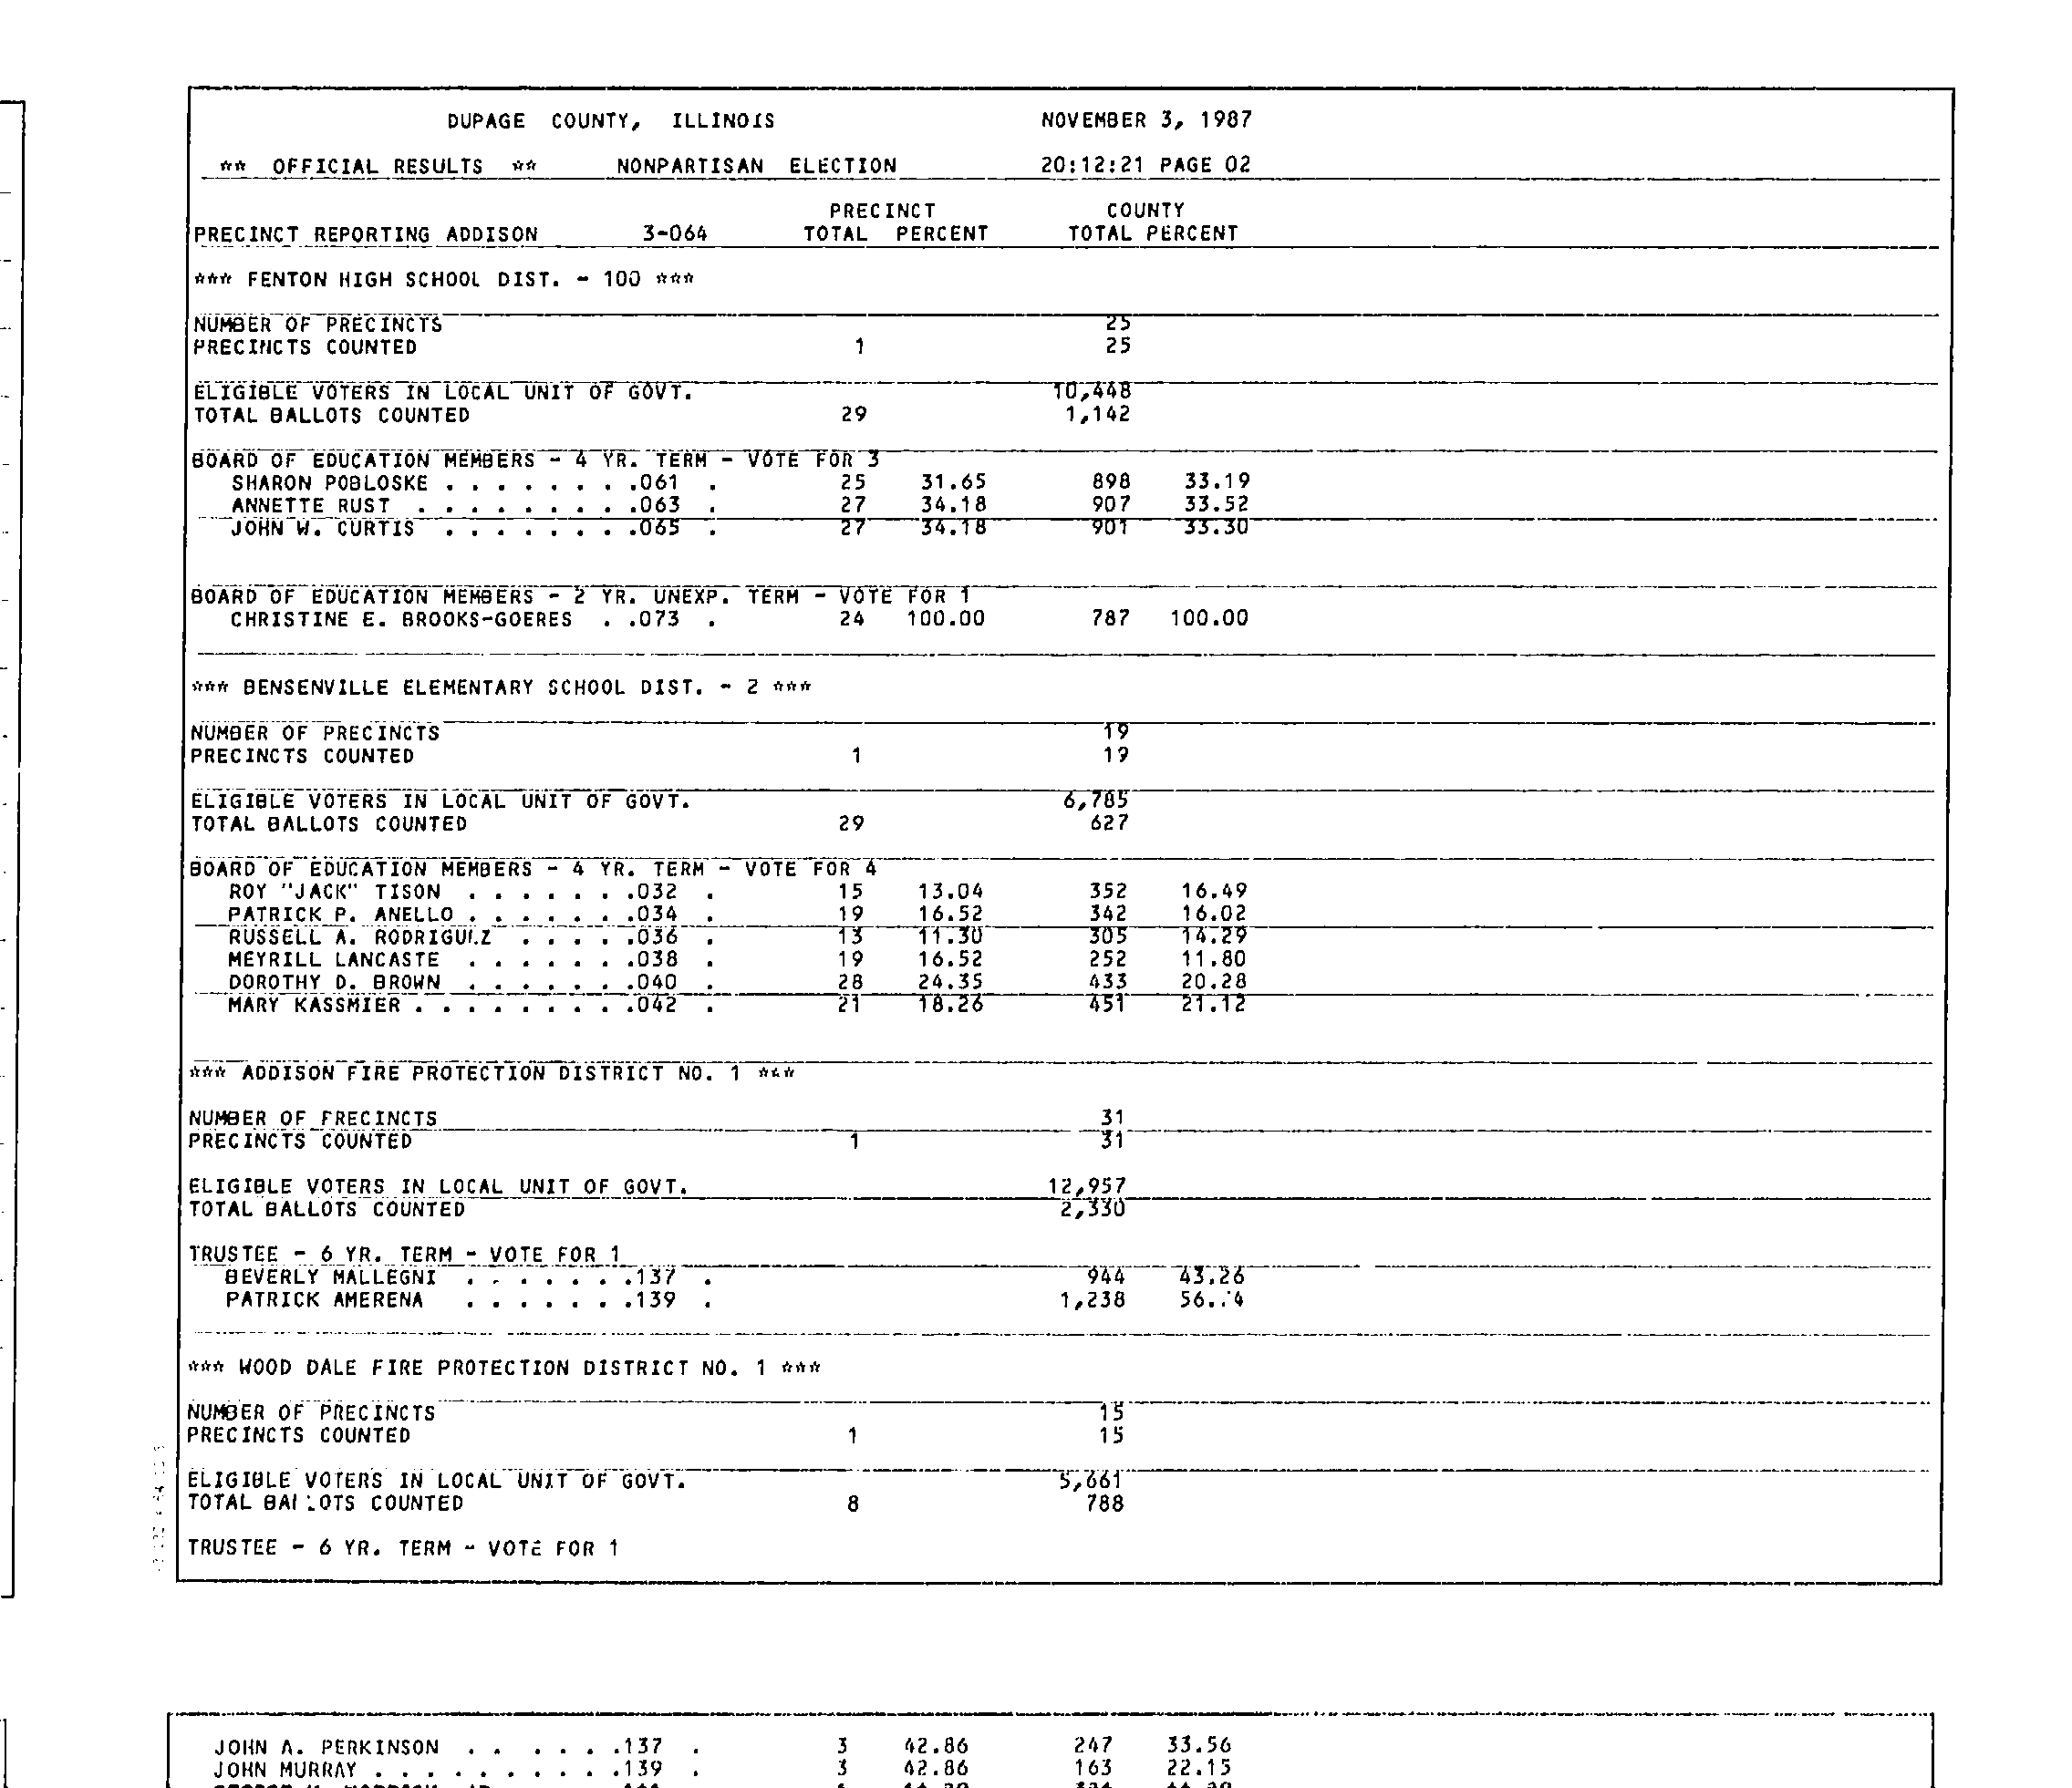 DUPAGE COUNTY, ILLINOIS NOVEMBER 3, 1987
** OFFICIAL RESULTS ** NONPARTISAN ELECTION 20:12:21 PAGE 02
PRECINCT COUNTY
PRECINCT REPORTING ADDISON 3-064 TOTAL PERCENT TOTAL PERCENT
*** FENTON HIGH SCHOOL DIST. - 100 ***
NUMBER OF PRECINCTS 25
PRECINCTS COUNTED 1 25
ELIGIBLE VOTERS IN LOCAL UNIT OF GOVT. 10,448
TOTAL BALLOTS COUNTED 29 1,142
BOARD OF EDUCATION MEMBERS - 4 YR. TERM - VOTE FOR 3
SHARON POBLOSKE . . . . . . . .061 . 25 31.65 898 33.19
ANNETTE RUST . . . . . . . . .063 . 27 34.18 907 33.52
JOHN W. CURTIS . . . . . . . .065 . 27 34.18 901 33.30
BOARD OF EDUCATION MEMBERS - 2 YR. UNEXP. TERM - VOTE FOR 1
CHRISTINE E. BROOKS-GOERES . .073 . 24 100.00 787 100.00
*** BENSENVILLE ELEMENTARY SCHOOL DIST. - 2 ***
NUMBER OF PRECINCTS 19
PRECINCTS COUNTED 1 19
ELIGIBLE VOTERS IN LOCAL UNIT OF GOVT. 6,785
TOTAL BALLOTS COUNTED 29 627
BOARD OF EDUCATION MEMBERS - 4 YR. TERM - VOTE FOR 4
ROY "JACK" TISON . . . . . . .032 . 15 13.04 352 16.49
PATRICK P. ANELLO . . . . . . .034 . 19 16.52 342 16.02
RUSSELL A. RODRIGUEZ . . . . .036 . 13 11.30 305 14.29
MEYRILL LANCASTE . . . . . . .038 . 19 16.52 252 11.80
DOROTHY D. BROWN . . . . . . .040 . 28 24.35 433 20.28
MARY KASSMIER . . . . . . . . .042 . 21 18.26 451 21.12
*** ADDISON FIRE PROTECTION DISTRICT NO. 1 ***
NUMBER OF PRECINCTS 31
PRECINCTS COUNTED 1 31
ELIGIBLE VOTERS IN LOCAL UNIT OF GOVT. 12,957
TOTAL BALLOTS COUNTED 2,330
TRUSTEE - 6 YR. TERM - VOTE FOR 1
BEVERLY MALLEGNI . . . . . . .137 . 944 43.26
PATRICK AMERENA . . . . . . .139 . 1,238
*** WOOD DALE FIRE PROTECTION DISTRICT NO. 1 ***
NUMBER OF PRECINCTS 15
PRECINCTS COUNTED 1 15
ELIGIBLE VOTERS IN LOCAL UNIT OF GOVT. 5,661
TOTAL BALLOTS COUNTED 8 788
TRUSTEE - 6 YR. TERM - VOTE FOR 1
JOHN A. PERKINSON . . . . . .137 . 3 42.86 247 33.56
JOHN MURRAY . . . . . . . . . .139 . 3 42.86 163 22.15